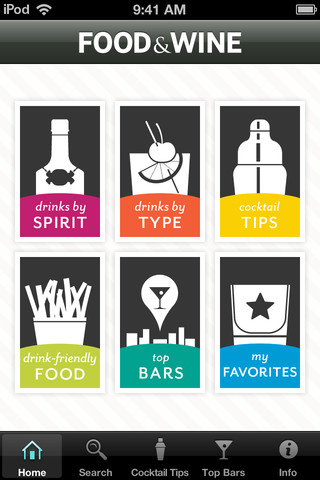 iPod 9:41 AM
FOOD&WINE
drinks by
SPIRIT
drinks by
TYPE
cocktail
TIPS
drink-friendly
FOOD
top
BARS
my
FAVORITES
Home Search Cocktail Tips Top Bars Info